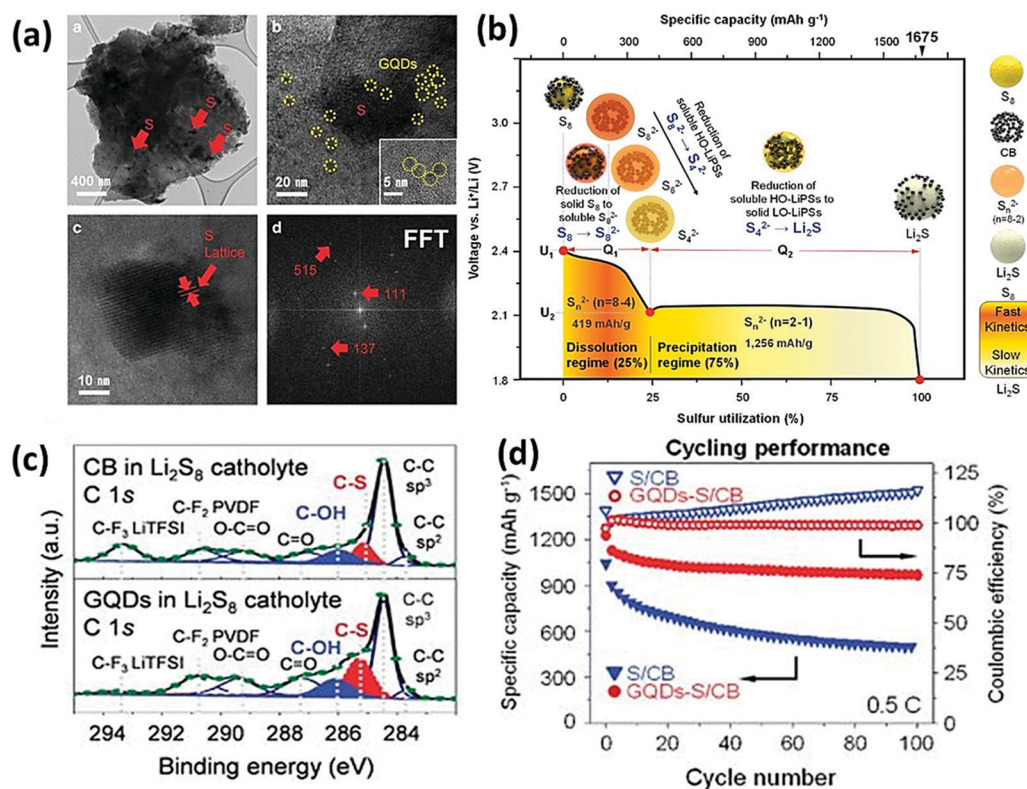 (a)
a
S
S
S
400 nm
b
GQDs
S
20 nm
5 nm
c
S
Lattice
10 nm
d
FFT
515
111
137
(b)
Specific capacity (mAh g⁻¹)
0 300 600 900 1200 1500 1675
Voltage vs. Li⁺/Li (V)
3.3
3.0
2.7
2.4
2.1
1.8
S₈
S₈²⁻
S₈²⁻
S₄²⁻
Reduction of
solid S₈ to
soluble S₈²⁻
S₈ → S₈²⁻
Reduction of
soluble HO-LiPSs
S₈²⁻ → S₄²⁻
Reduction of
soluble HO-LiPSs to
solid LO-LiPSs
S₄²⁻ → Li₂S
Li₂S
U₁
Q₁
Q₂
U₂
Sₙ²⁻ (n=8-4)
419 mAh/g
Dissolution
regime (25%)
Sₙ²⁻ (n=2-1)
1,256 mAh/g
Precipitation
regime (75%)
0 25 50 75 100
Sulfur utilization (%)
S₈
CB
Sₙ²⁻
(n=8-2)
Li₂S
S₈
Fast
Kinetics
Slow
Kinetics
Li₂S
(c)
Intensity (a.u.)
CB in Li₂S₈ catholyte
C 1s
C-F₃ LiTFSI
C-F₂ PVDF
O-C=O
C=O
C-OH
C-S
C-C
sp³
C-C
sp²
GQDs in Li₂S₈ catholyte
C 1s
C-F₃ LiTFSI
C-F₂ PVDF
O-C=O
C=O
C-OH
C-S
C-C
sp³
C-C
sp²
294 292 290 288 286 284
Binding energy (eV)
(d)
Cycling performance
Specific capacity (mAh g⁻¹)
1500
1200
900
600
300
0
S/CB
GQDs-S/CB
S/CB
GQDs-S/CB
0.5 C
125
100
75
50
25
0
Coulombic efficiency (%)
0 20 40 60 80 100
Cycle number